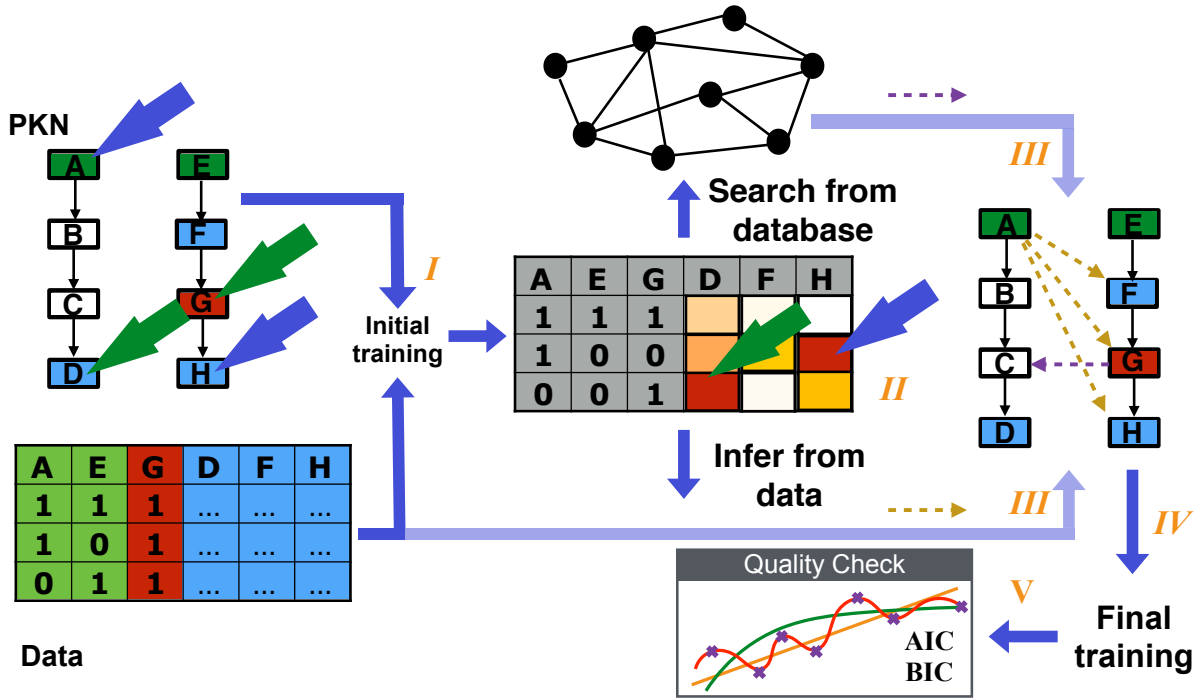 PKN
A
E
B
F
C
G
D
H
I
Initial
training
A E G D F H
1 1 1 ... ... ...
1 0 1 ... ... ...
0 1 1 ... ... ...
Data
Search from
database
A E G D F H
1 1 1
1 0 0
0 0 1
II
Infer from
data
III
A
E
B
F
C
G
D
H
III
IV
Final
training
V
Quality Check
AIC
BIC